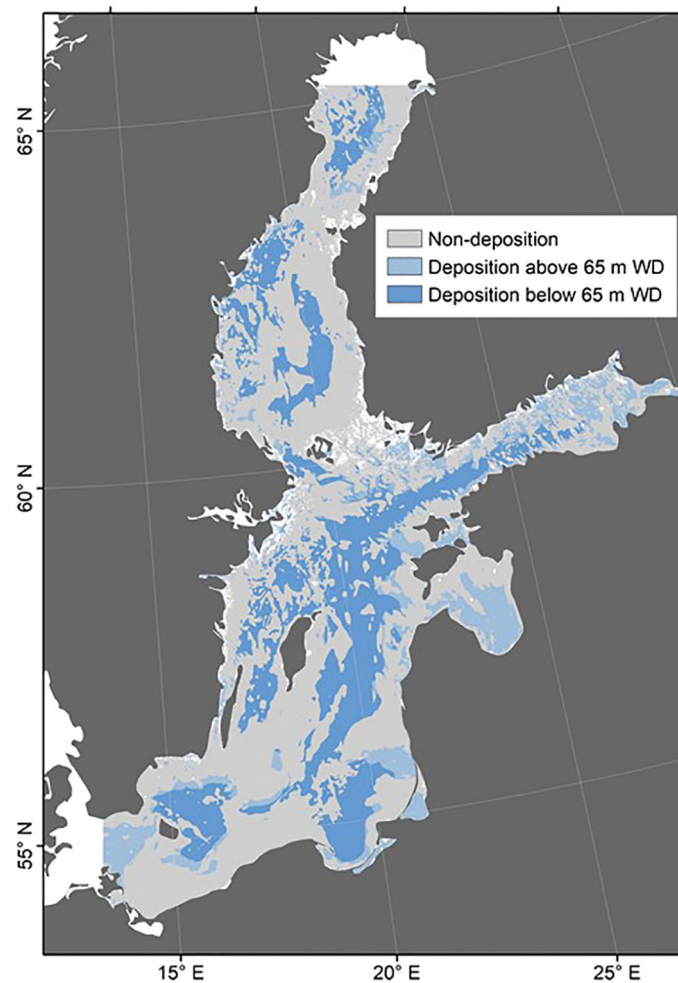 65° N
Non-deposition
Deposition above 65 m WD
Deposition below 65 m WD
60° N
55° N
15° E
20° E
25° E